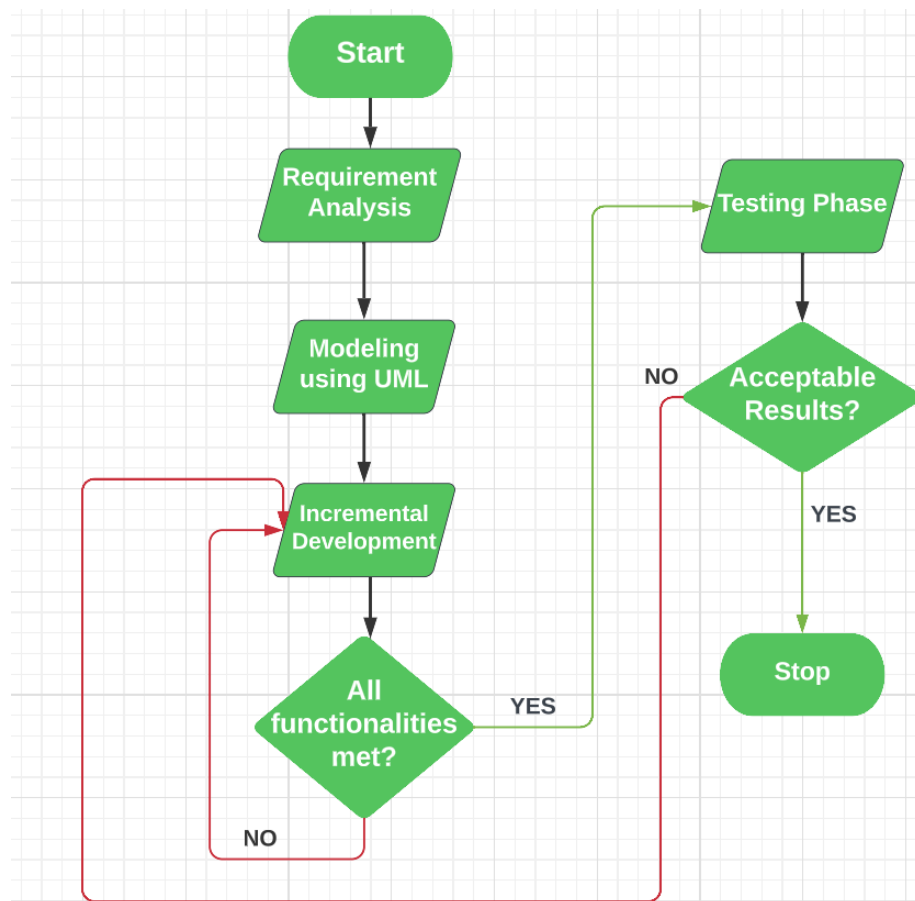 Start
Requirement
Analysis
Modeling
using UML
Incremental
Development
All
functionalities
met?
YES
NO
Testing Phase
Acceptable
Results?
NO
YES
Stop